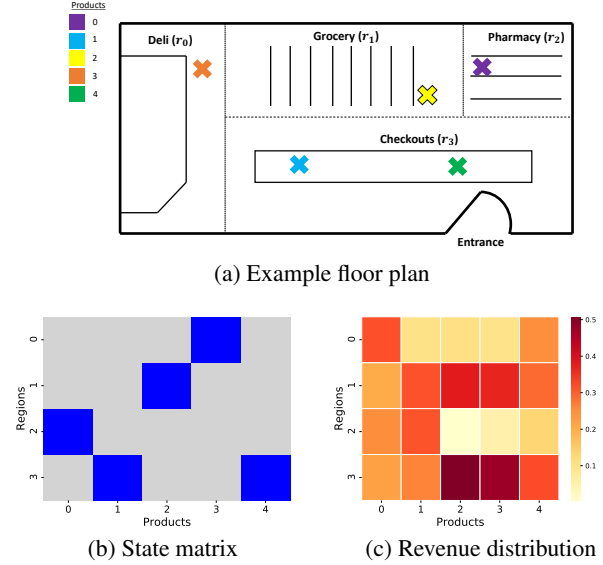 Products
0
1
2
3
4
Deli (r0)
Grocery (r1)
Pharmacy (r2)
Checkouts (r3)
Entrance
(a) Example floor plan
Regions
0
1
2
3
0 1 2 3 4
Products
(b) State matrix
Regions
0
1
2
3
0 1 2 3 4
Products
0.5
0.4
0.3
0.2
0.1
(c) Revenue distribution